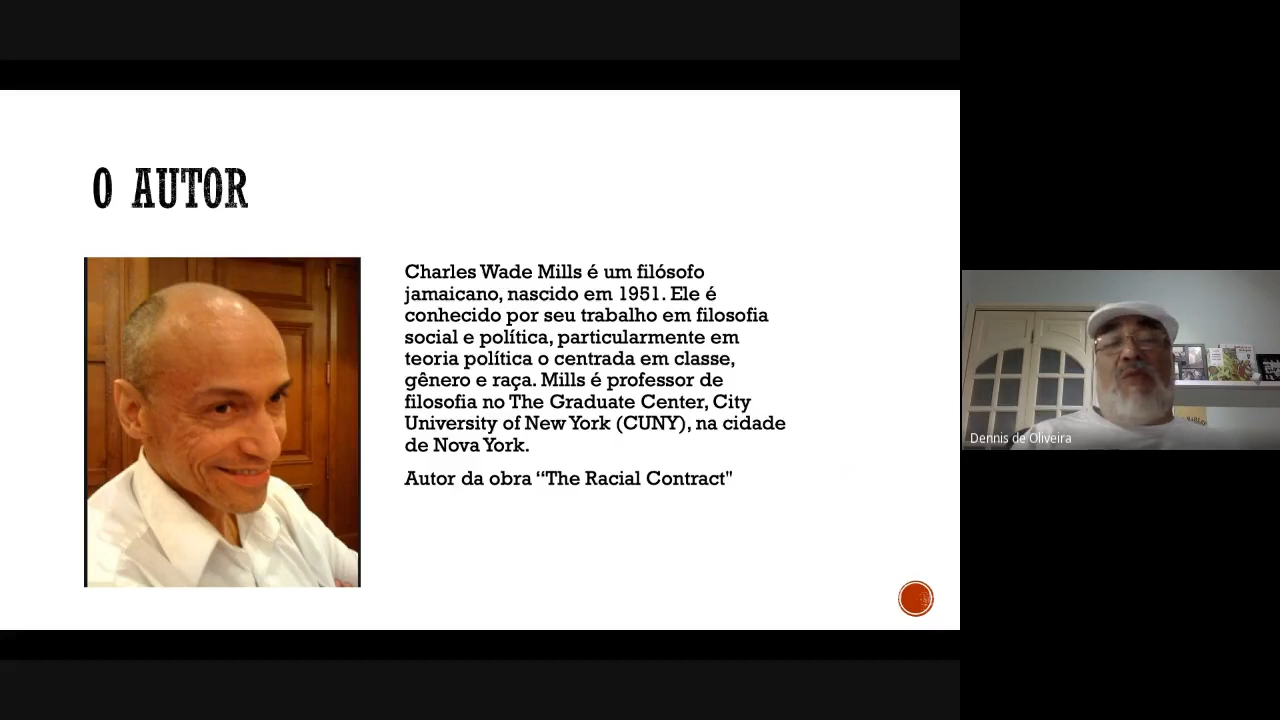 O AUTOR
Charles Wade Mills é um filósofo
jamaicano, nascido em 1951. Ele é
conhecido por seu trabalho em filosofia
social e política, particularmente em
teoria política o centrada em classe,
gênero e raça. Mills é professor de
filosofia no The Graduate Center, City
University of New York (CUNY), na cidade
de Nova York.
Autor da obra “The Racial Contract"
Dennis de Oliveira